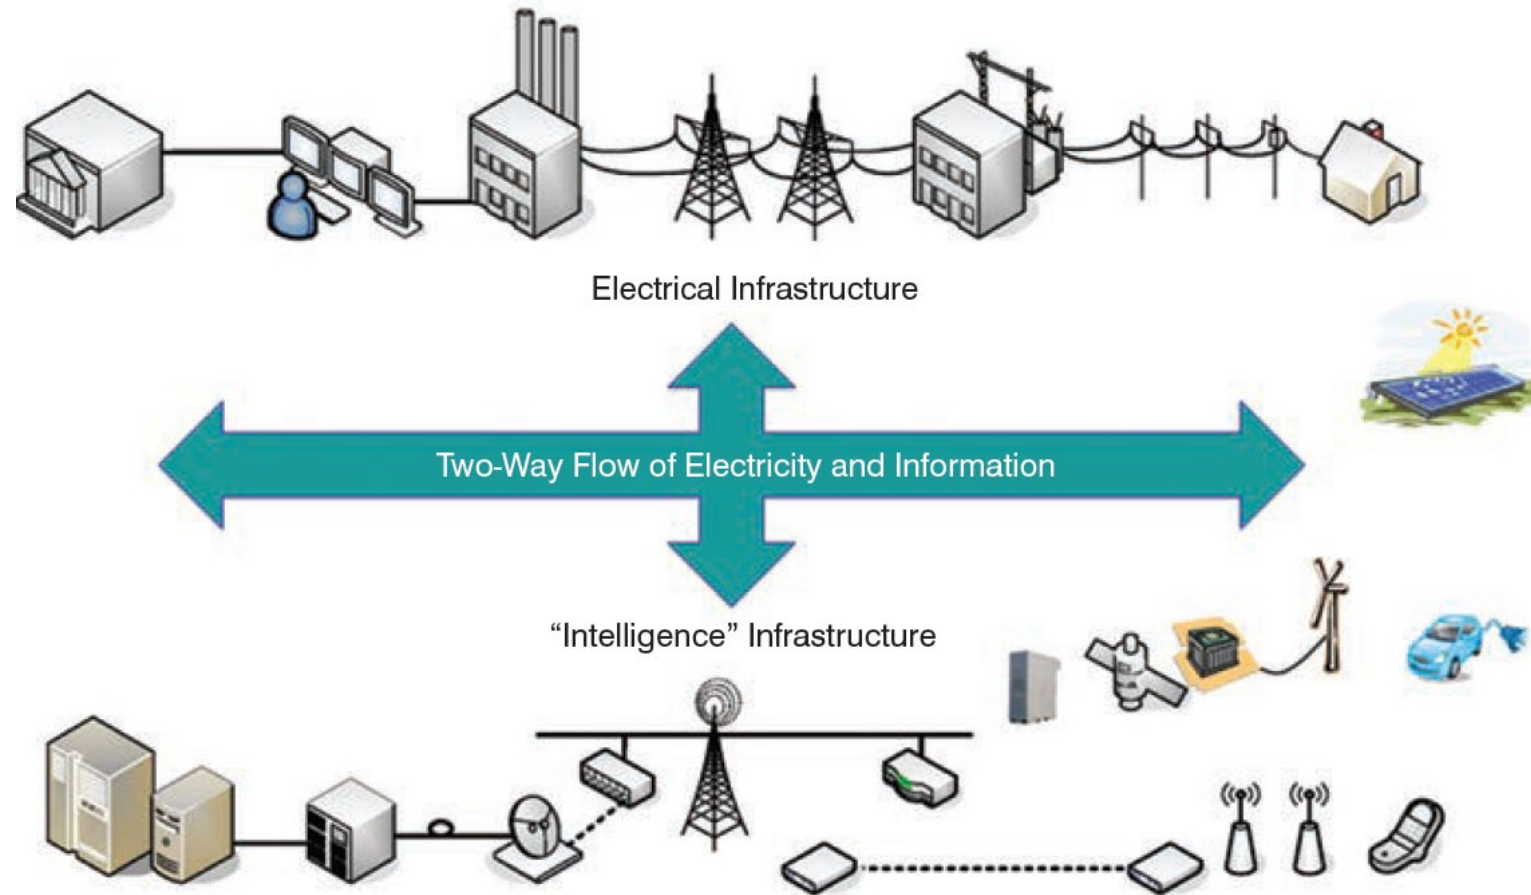 Electrical Infrastructure
Two-Way Flow of Electricity and Information
“Intelligence” Infrastructure